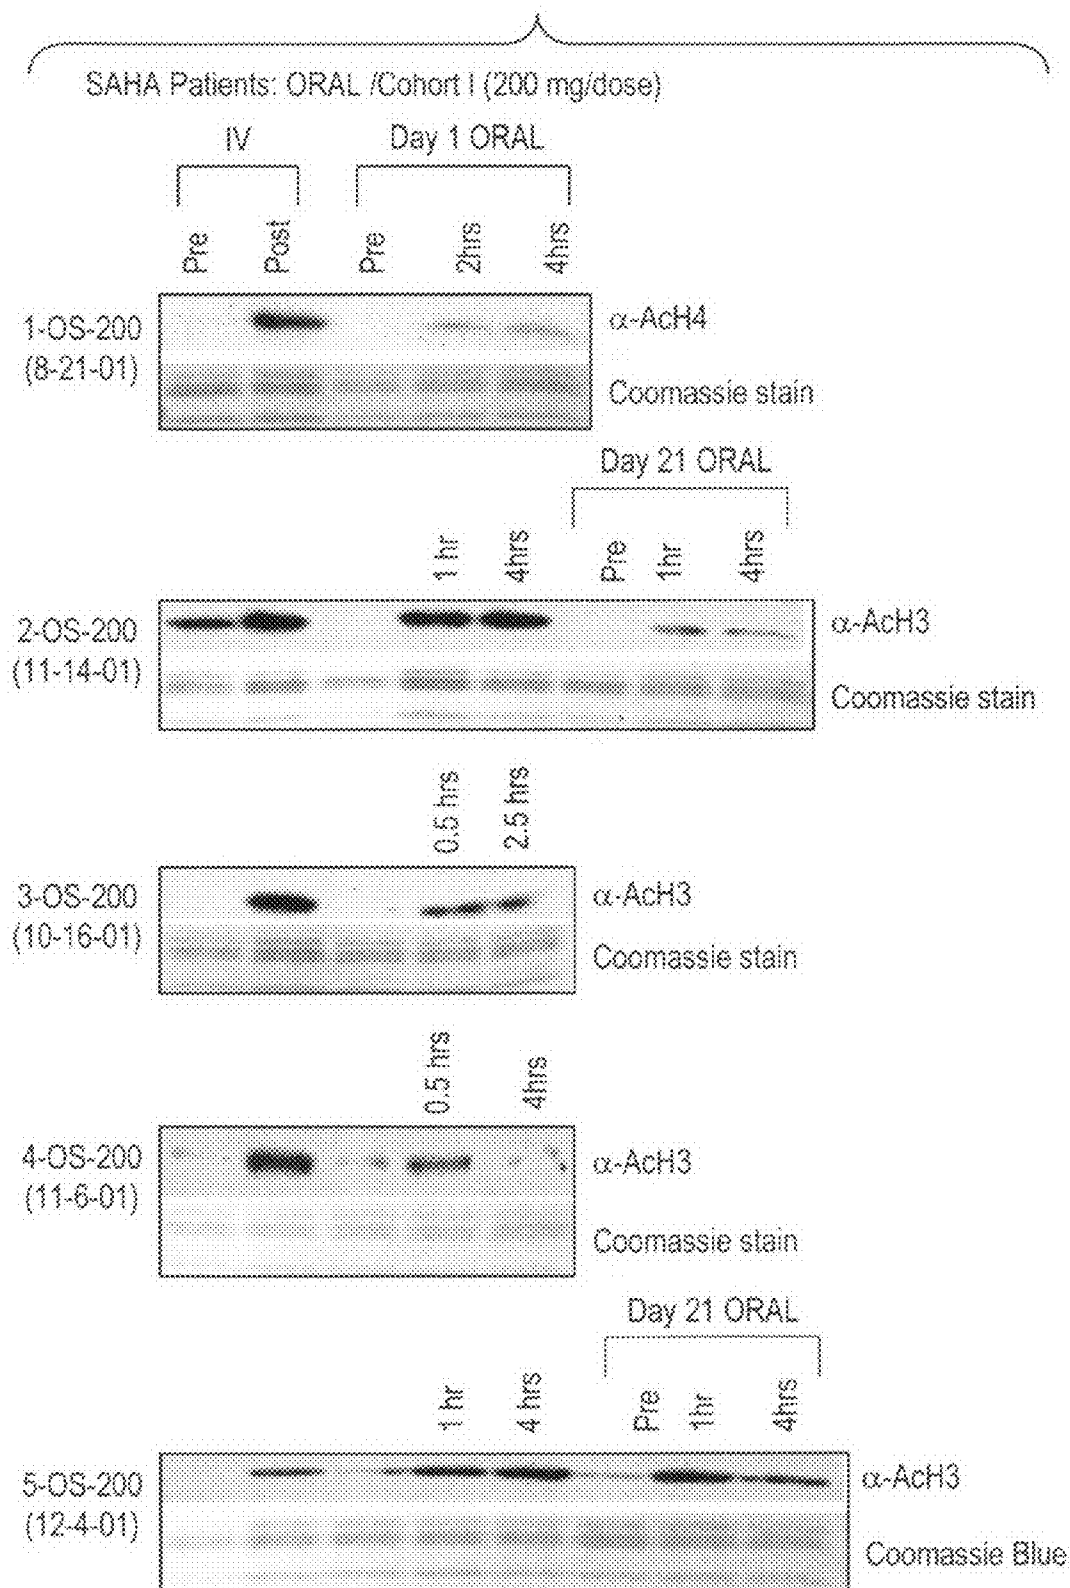 SAHA Patients: ORAL /Cohort I (200 mg/dose)
IV
Day 1 ORAL
Pre
Post
Pre
2hrs
4hrs
1-OS-200
(8-21-01)
α-AcH4
Coomassie stain
Day 21 ORAL
1 hr
4hrs
Pre
1hr
4hrs
2-OS-200
(11-14-01)
α-AcH3
Coomassie stain
0.5 hrs
2.5 hrs
3-OS-200
(10-16-01)
α-AcH3
Coomassie stain
0.5 hrs
4hrs
4-OS-200
(11-6-01)
α-AcH3
Coomassie stain
Day 21 ORAL
1 hr
4 hrs
Pre
1hr
4hrs
5-OS-200
(12-4-01)
α-AcH3
Coomassie Blue